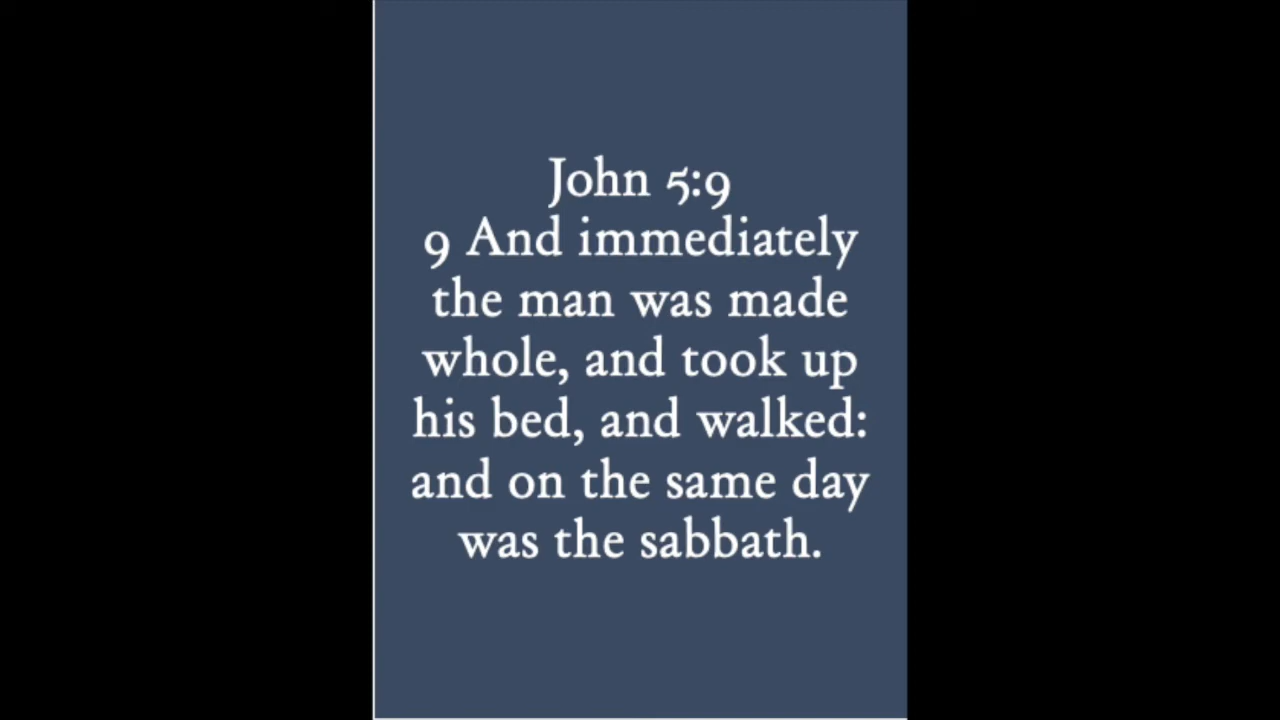 John 5:9
9 And immediately
the man was made
whole, and took up
his bed, and walked:
and on the same day
was the sabbath.